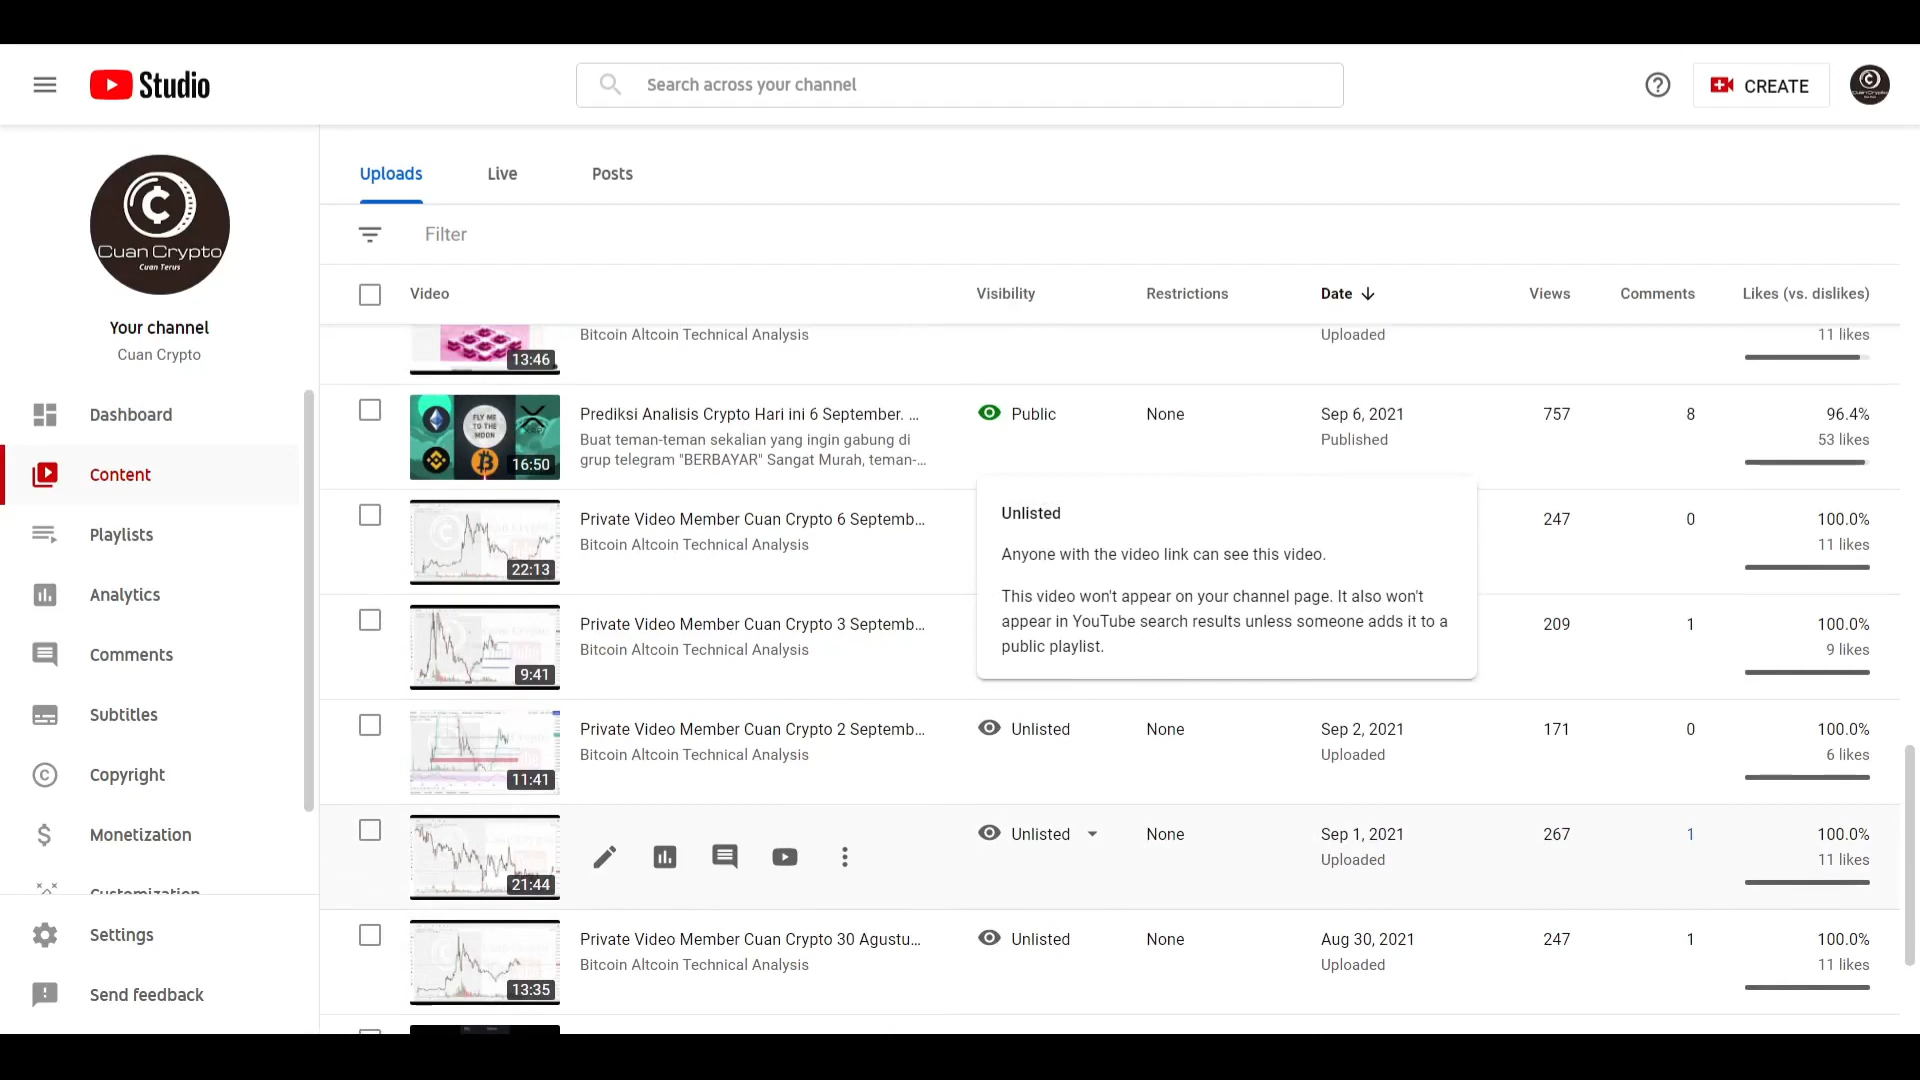 Studio
Search across your channel
CREATE
Cuan Crypto
Cuan Terus
Your channel
Cuan Crypto
Dashboard
Content
Playlists
Analytics
Comments
Subtitles
Copyright
Monetization
Customization
Settings
Send feedback
Uploads
Live
Posts
Filter
Video
Visibility
Restrictions
Date
Views
Comments
Likes (vs. dislikes)
13:46
Bitcoin Altcoin Technical Analysis
Uploaded
11 likes
FLY ME
TO THE
MOON
16:50
Prediksi Analisis Crypto Hari ini 6 September. ...
Buat teman-teman sekalian yang ingin gabung di
grup telegram "BERBAYAR" Sangat Murah, teman-...
Public
None
Sep 6, 2021
Published
757
8
96.4%
53 likes
22:13
Private Video Member Cuan Crypto 6 Septemb...
Bitcoin Altcoin Technical Analysis
247
0
100.0%
11 likes
Unlisted
Anyone with the video link can see this video.
This video won't appear on your channel page. It also won't
appear in YouTube search results unless someone adds it to a
public playlist.
9:41
Private Video Member Cuan Crypto 3 Septemb...
Bitcoin Altcoin Technical Analysis
209
1
100.0%
9 likes
11:41
Private Video Member Cuan Crypto 2 Septemb...
Bitcoin Altcoin Technical Analysis
Unlisted
None
Sep 2, 2021
Uploaded
171
0
100.0%
6 likes
21:44
Unlisted
None
Sep 1, 2021
Uploaded
267
1
100.0%
11 likes
13:35
Private Video Member Cuan Crypto 30 Agustu...
Bitcoin Altcoin Technical Analysis
Unlisted
None
Aug 30, 2021
Uploaded
247
1
100.0%
11 likes